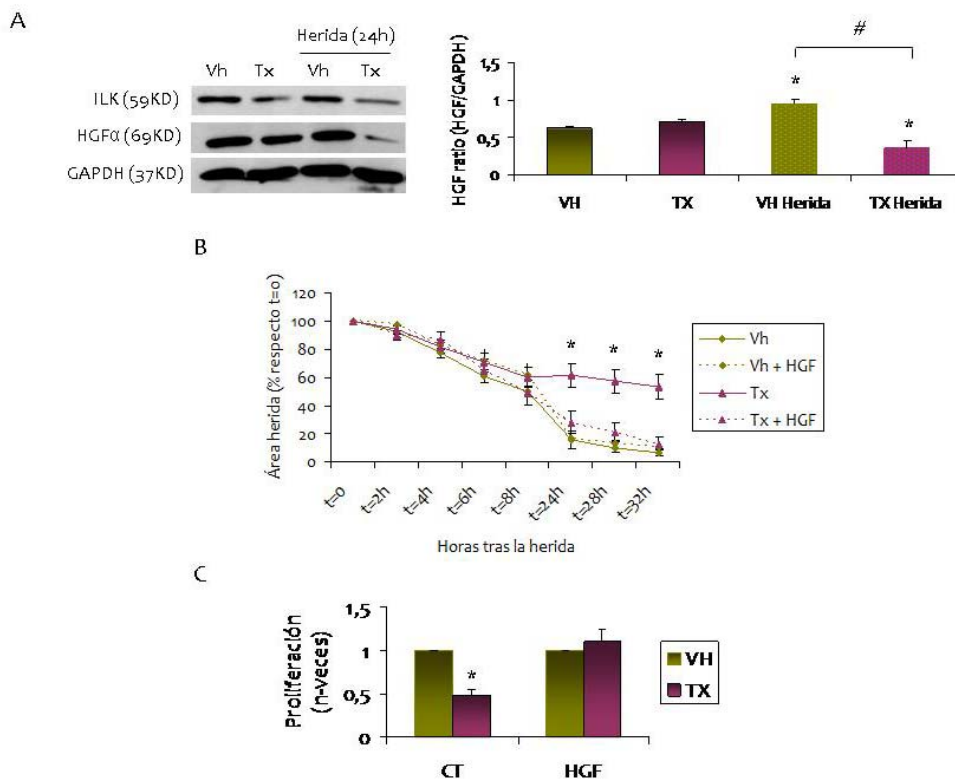 A
Herida (24h)
Vh Tx Vh Tx
ILK (59KD)
HGFα (69KD)
GAPDH (37KD)
HGF ratio (HGF/GAPDH)
1,5
1
0,5
0
#
*
*
VH TX VH Herida TX Herida
B
Área herida (% respecto t=0)
120
100
80
60
40
20
0
* * *
t=0 t=2h t=4h t=6h t=8h t=24h t=28h t=32h
Horas tras la herida
Vh
Vh + HGF
Tx
Tx + HGF
C
Proliferación
(n-veces)
1,5
1
0,5
0
*
CT HGF
VH
TX